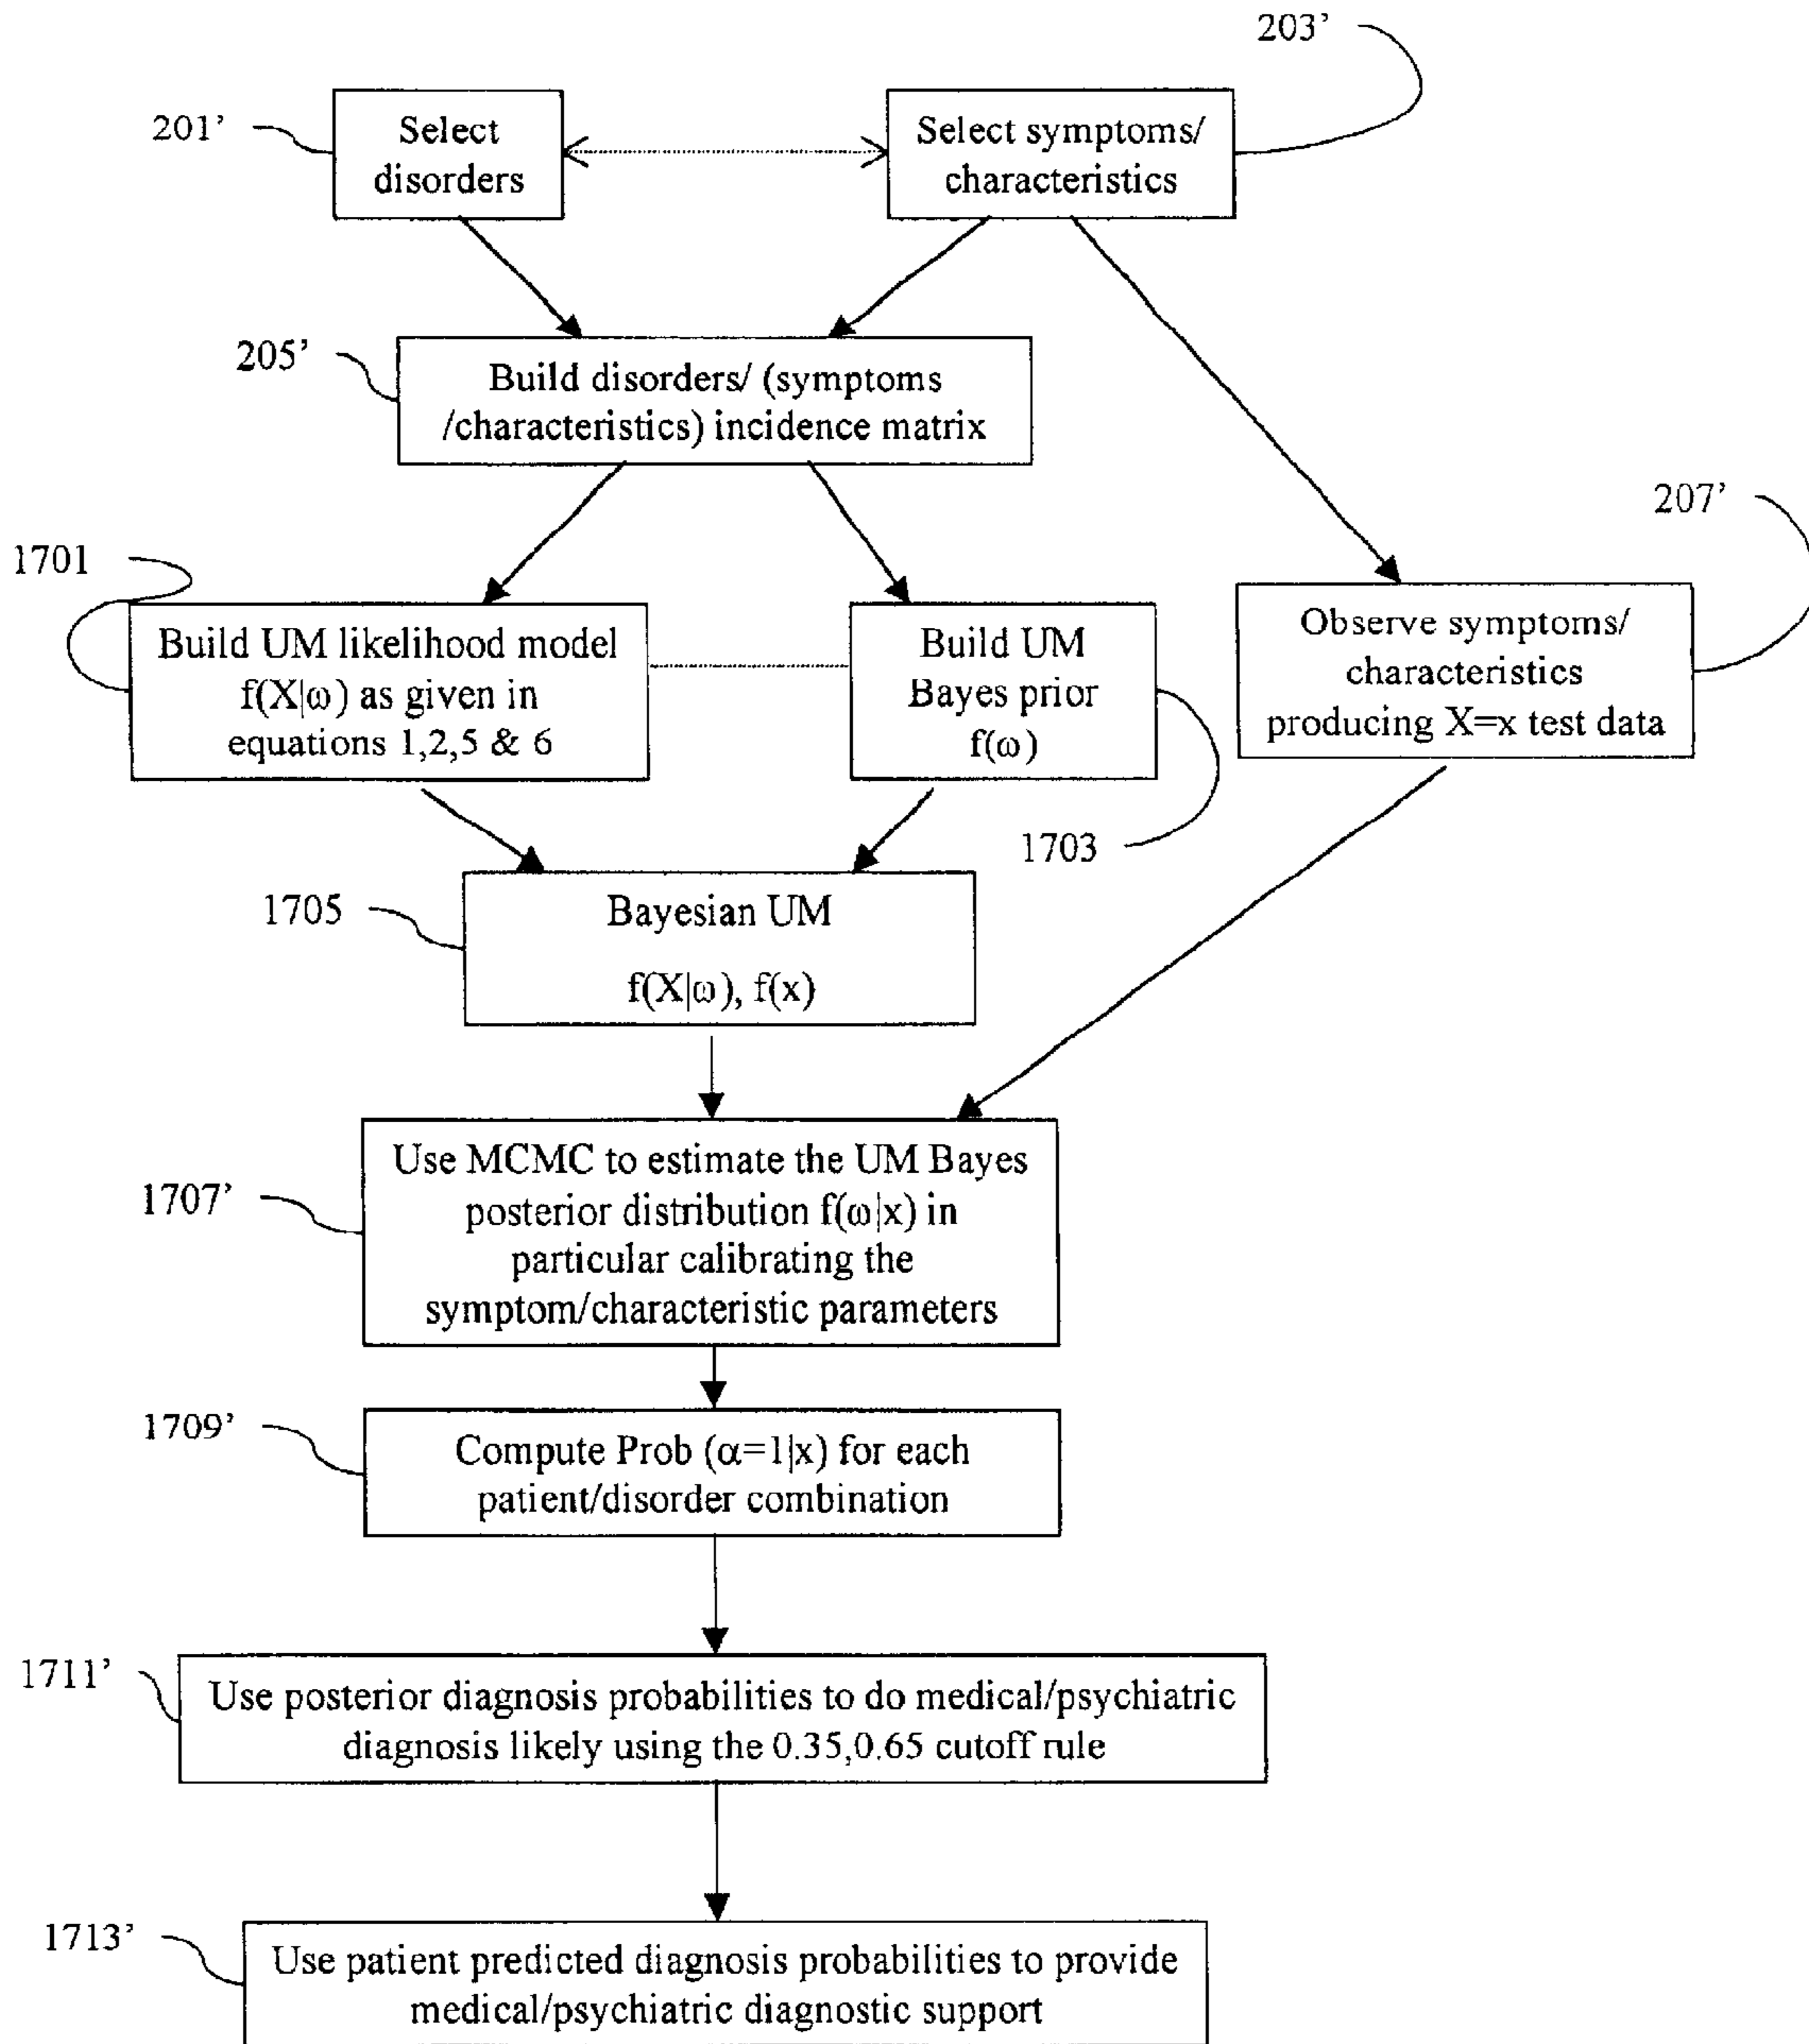 203’
201’
Select
disorders
Select symptoms/
characteristics
205’
Build disorders/ (symptoms
/characteristics) incidence matrix
207’
1701
Build UM likelihood model
f(X|ω) as given in
equations 1,2,5 & 6
Build UM
Bayes prior
f(ω)
Observe symptoms/
characteristics
producing X=x test data
1703
1705
Bayesian UM
f(X|ω), f(x)
1707’
Use MCMC to estimate the UM Bayes
posterior distribution f(ω|x) in
particular calibrating the
symptom/characteristic parameters
1709’
Compute Prob (α=1|x) for each
patient/disorder combination
1711’
Use posterior diagnosis probabilities to do medical/psychiatric
diagnosis likely using the 0.35,0.65 cutoff rule
1713’
Use patient predicted diagnosis probabilities to provide
medical/psychiatric diagnostic support